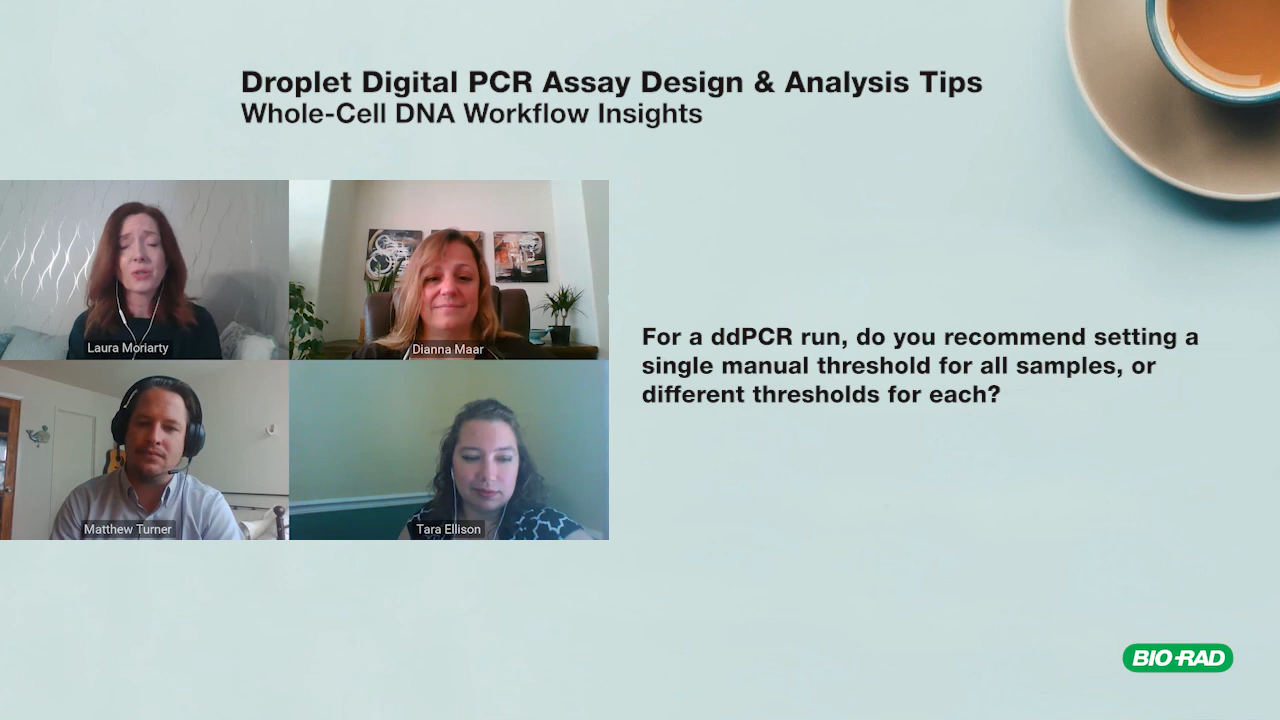 Droplet Digital PCR Assay Design & Analysis Tips
Whole-Cell DNA Workflow Insights
Laura Moriarty
Dianna Maar
For a ddPCR run, do you recommend setting a
single manual threshold for all samples, or
different thresholds for each?
Matthew Turner
Tara Ellison
BIO-RAD